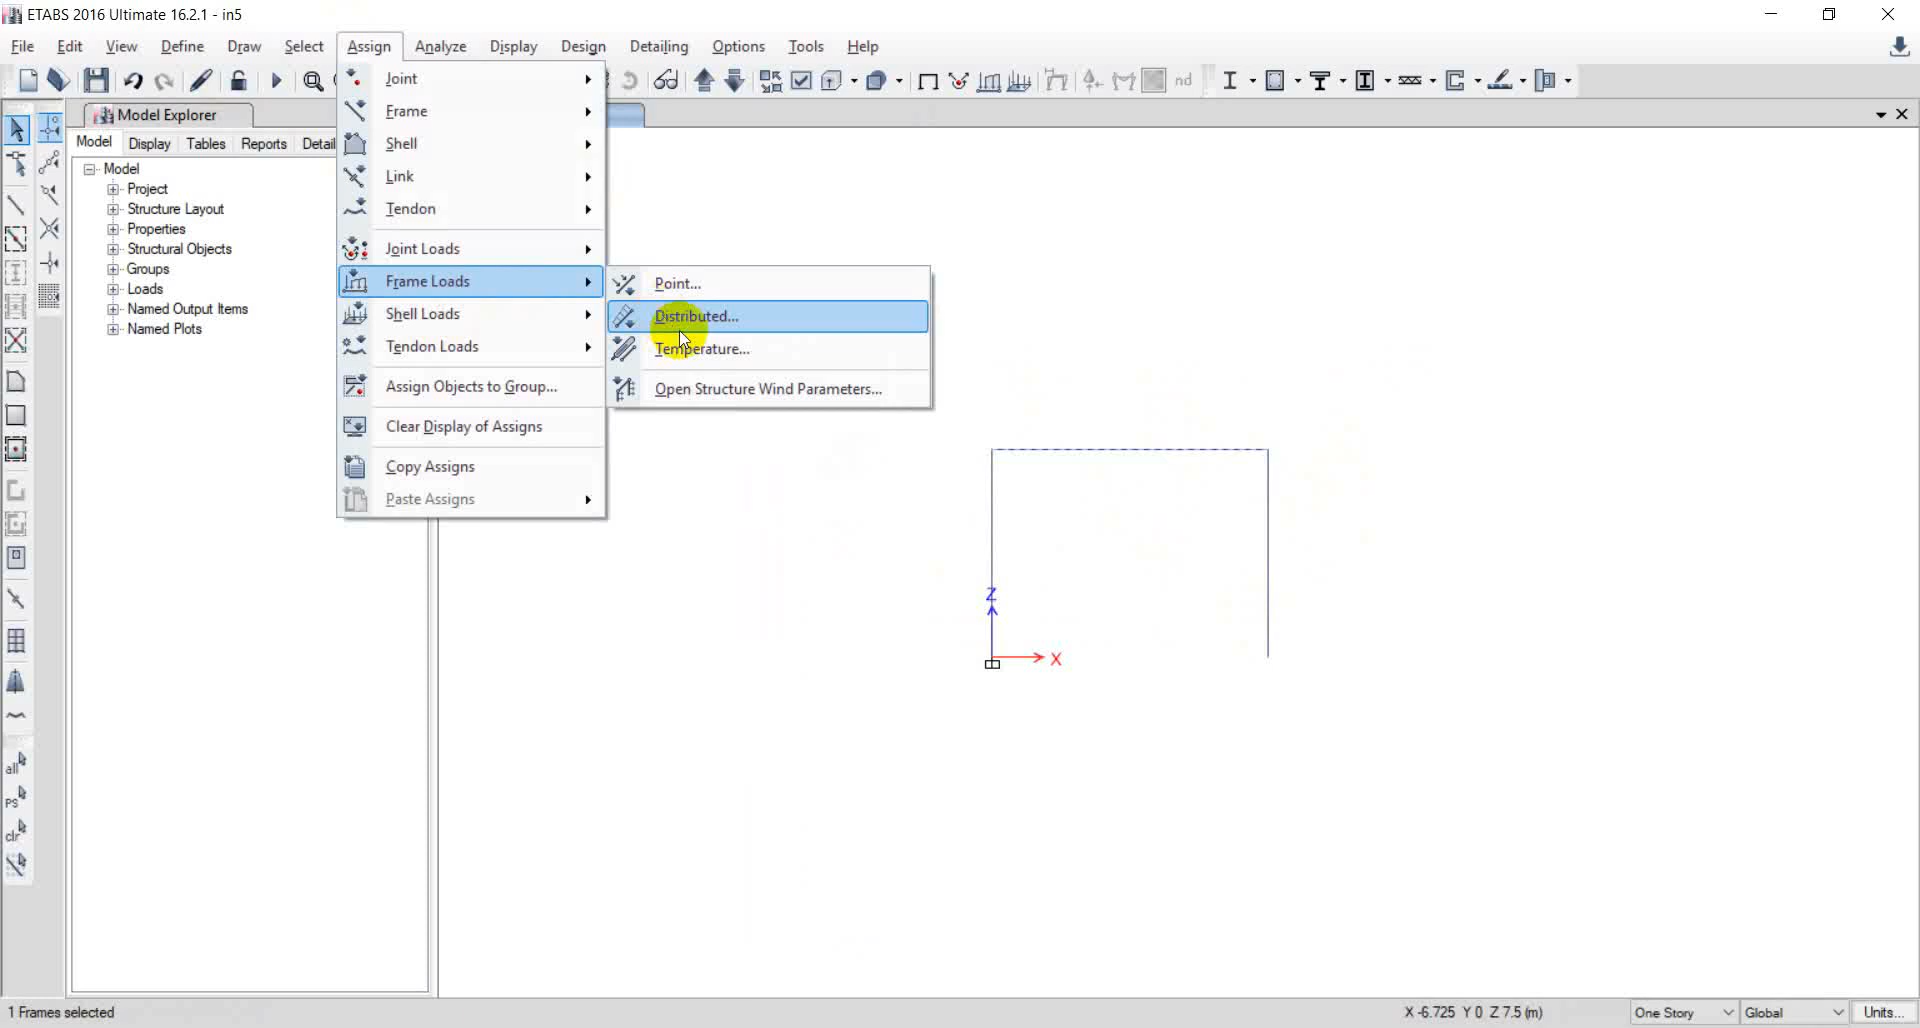 ETABS 2016 Ultimate 16.2.1 - in5
File Edit View Define Draw Select Assign Analyze Display Design Detailing Options Tools Help
nd
Model Explorer
Model Display Tables Reports Detail
Model
Project
Structure Layout
Properties
Structural Objects
Groups
Loads
Named Output Items
Named Plots
Joint
Frame
Shell
Link
Tendon
Joint Loads
Frame Loads
Shell Loads
Tendon Loads
Assign Objects to Group...
Clear Display of Assigns
Copy Assigns
Paste Assigns
Point...
Distributed...
Temperature...
Open Structure Wind Parameters...
Z
X
all
PS
clr
1 Frames selected
X -6.725 Y 0 Z 7.5 (m)
One Story
Global
Units...